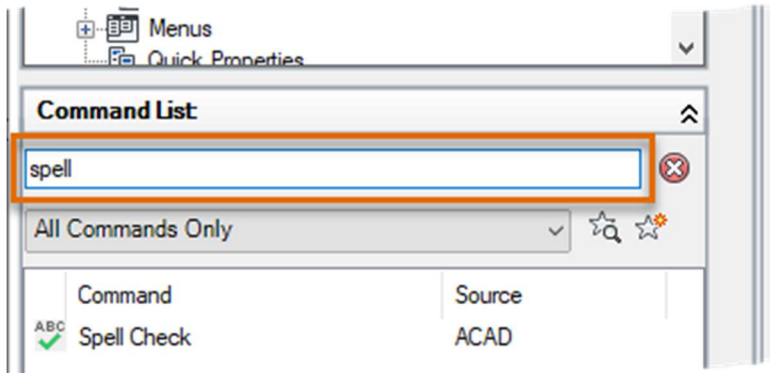 Menus
Quick Properties
Command List:
spell
All Commands Only
Command Source
ABC Spell Check ACAD